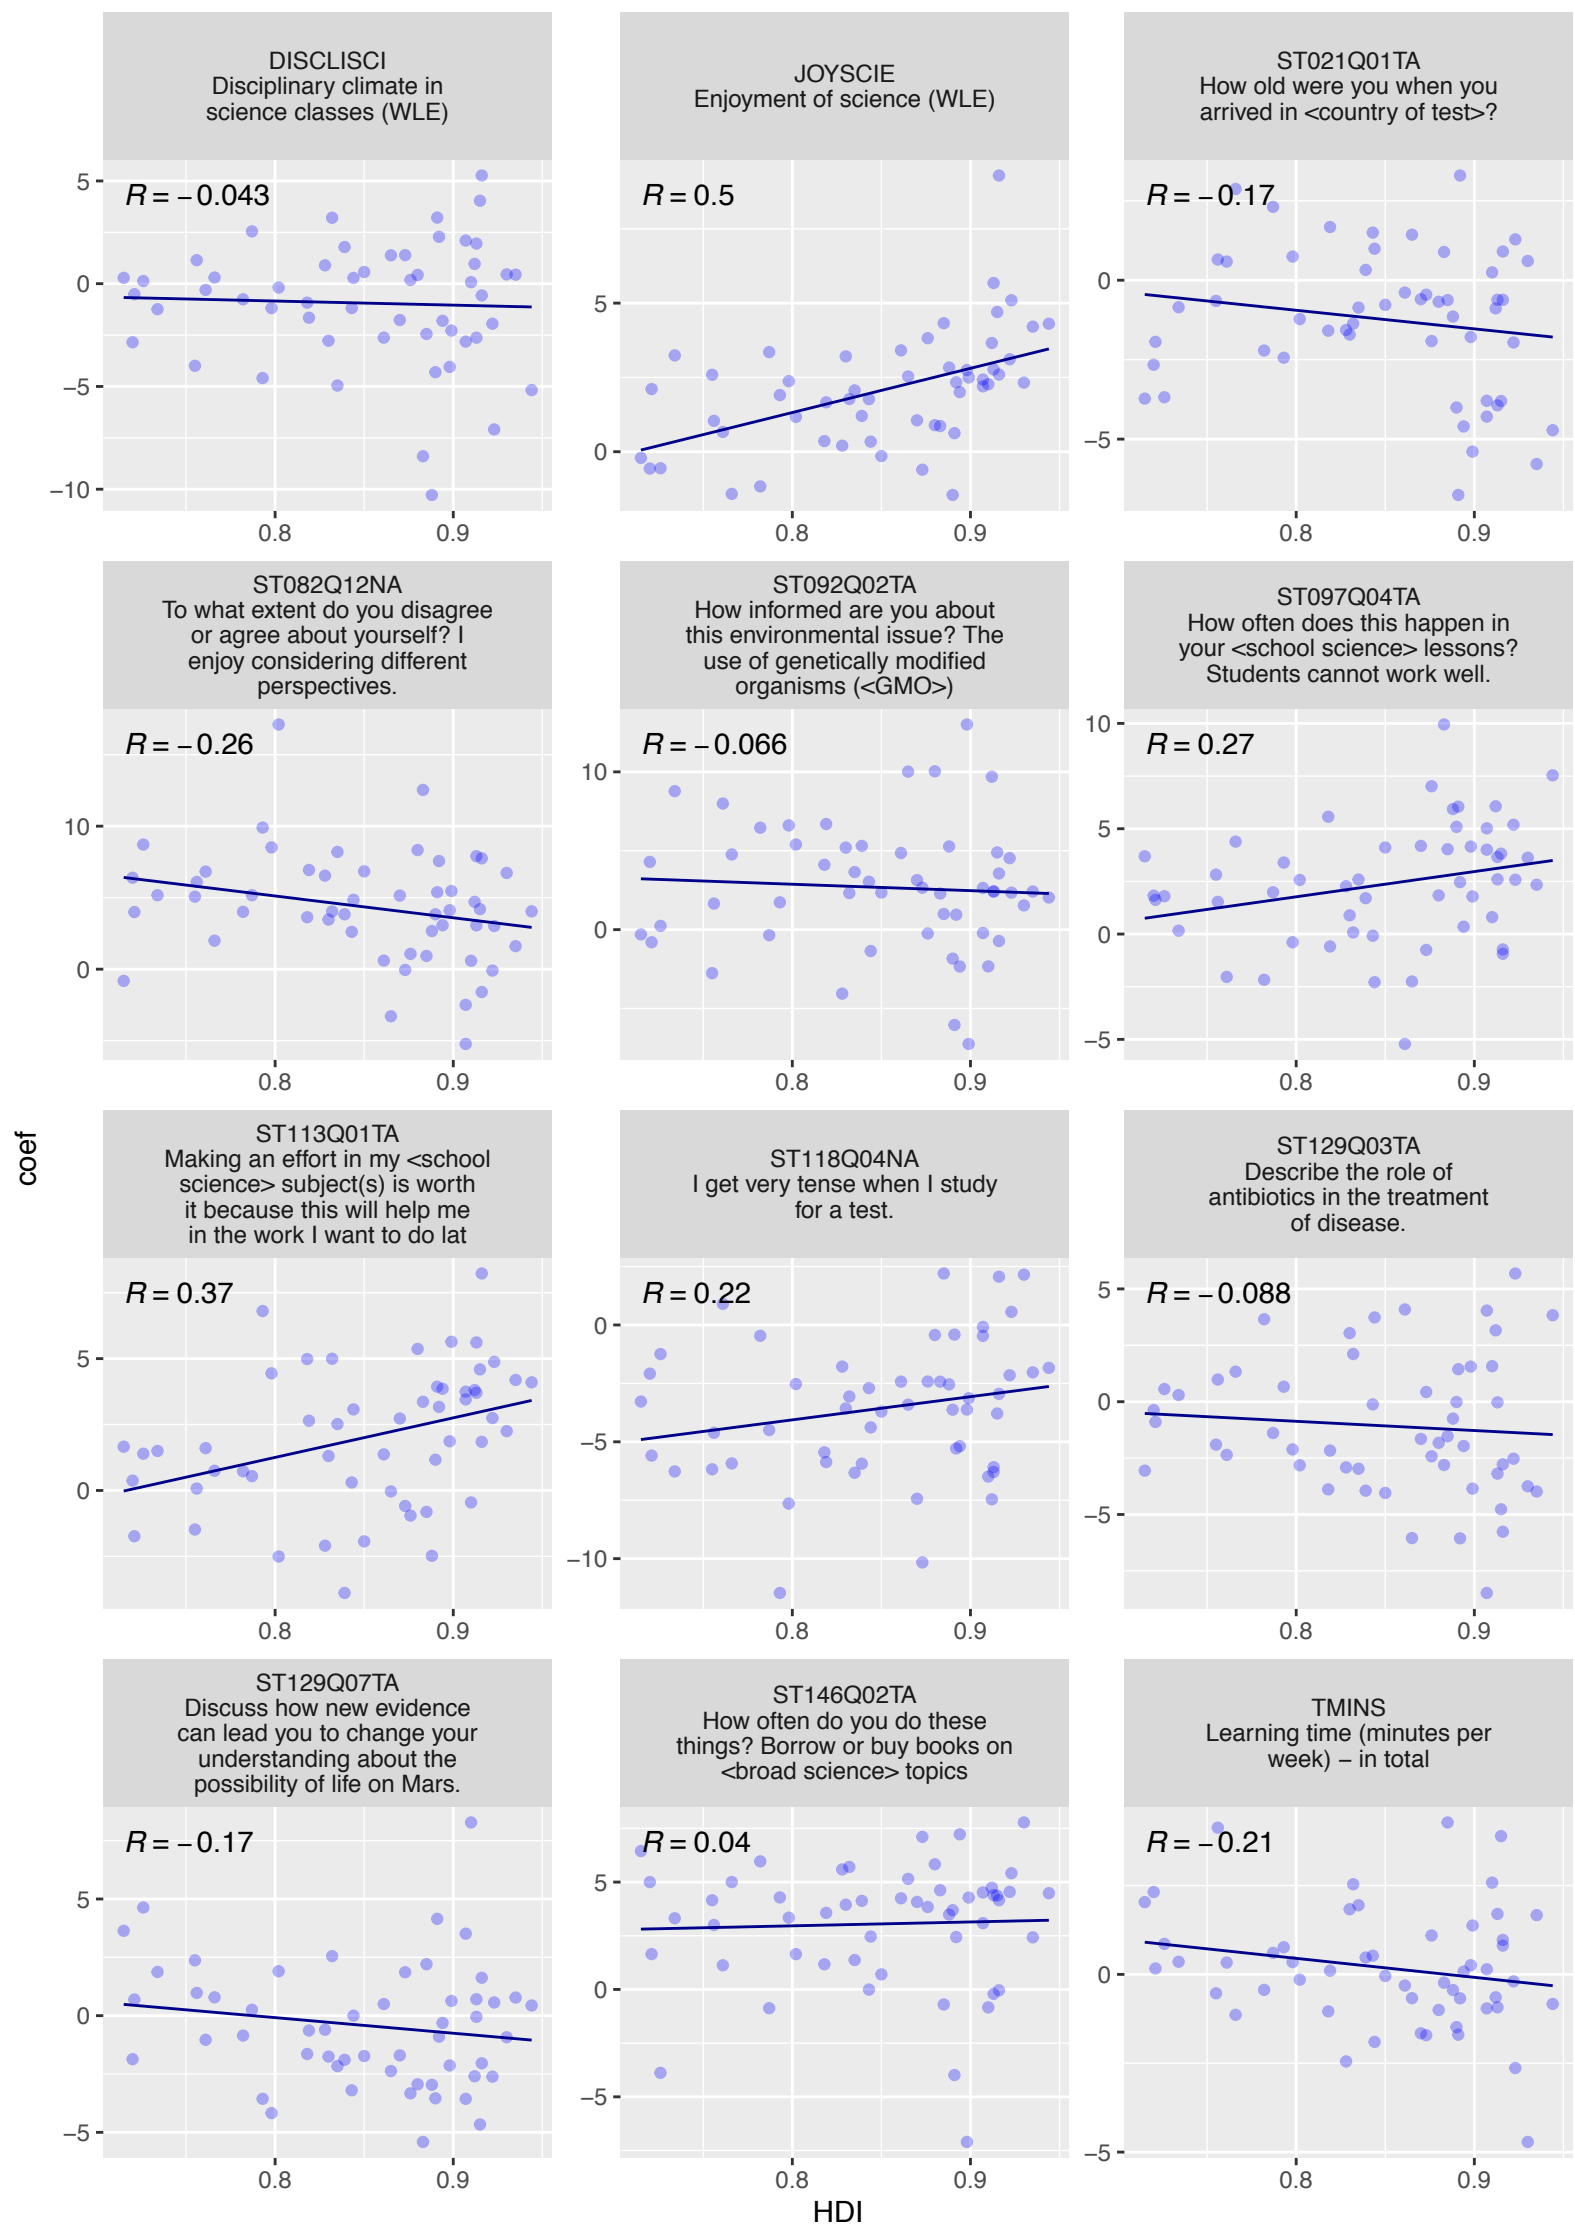 DISCLISCI
Disciplinary climate in
science classes (WLE)
JOYSCIE
Enjoyment of science (WLE)
ST021Q01TA
How old were you when you
arrived in <country of test>?
R = −0.043
5
0
−5
−10
0.8
0.9
R = 0.5
5
0
0.8
0.9
R = −0.17
0
−5
0.8
0.9
ST082Q12NA
To what extent do you disagree
or agree about yourself? I
enjoy considering different
perspectives.
ST092Q02TA
How informed are you about
this environmental issue? The
use of genetically modified
organisms (<GMO>)
ST097Q04TA
How often does this happen in
your <school science> lessons?
Students cannot work well.
R = −0.26
10
0
0.8
0.9
R = −0.066
10
0
0.8
0.9
R = 0.27
10
5
0
−5
0.8
0.9
coef
ST113Q01TA
Making an effort in my <school
science> subject(s) is worth
it because this will help me
in the work I want to do lat
ST118Q04NA
I get very tense when I study
for a test.
ST129Q03TA
Describe the role of
antibiotics in the treatment
of disease.
R = 0.37
5
0
0.8
0.9
R = 0.22
0
−5
−10
0.8
0.9
R = −0.088
5
0
−5
0.8
0.9
ST129Q07TA
Discuss how new evidence
can lead you to change your
understanding about the
possibility of life on Mars.
ST146Q02TA
How often do you do these
things? Borrow or buy books on
<broad science> topics
TMINS
Learning time (minutes per
week) − in total
R = −0.17
5
0
−5
0.8
0.9
R = 0.04
5
0
−5
0.8
0.9
R = −0.21
0
−5
0.8
0.9
HDI